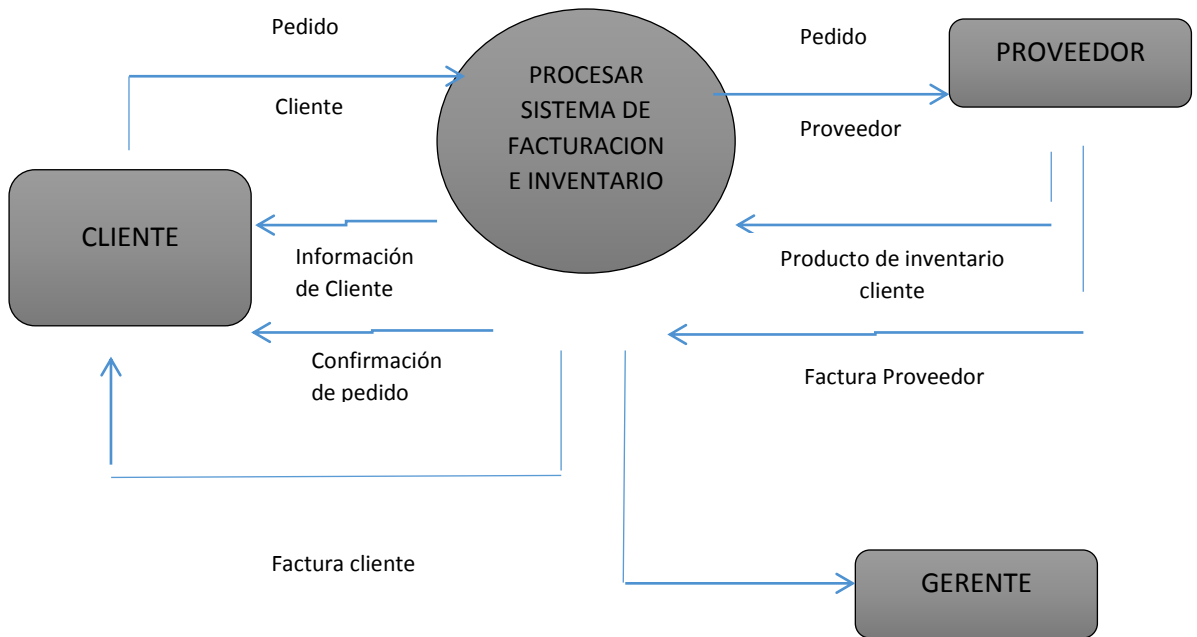 Pedido
Cliente
PROCESAR
SISTEMA DE
FACTURACION
E INVENTARIO
Pedido
Proveedor
PROVEEDOR
CLIENTE
Información
de Cliente
Producto de inventario
cliente
Confirmación
de pedido
Factura Proveedor
Factura cliente
GERENTE